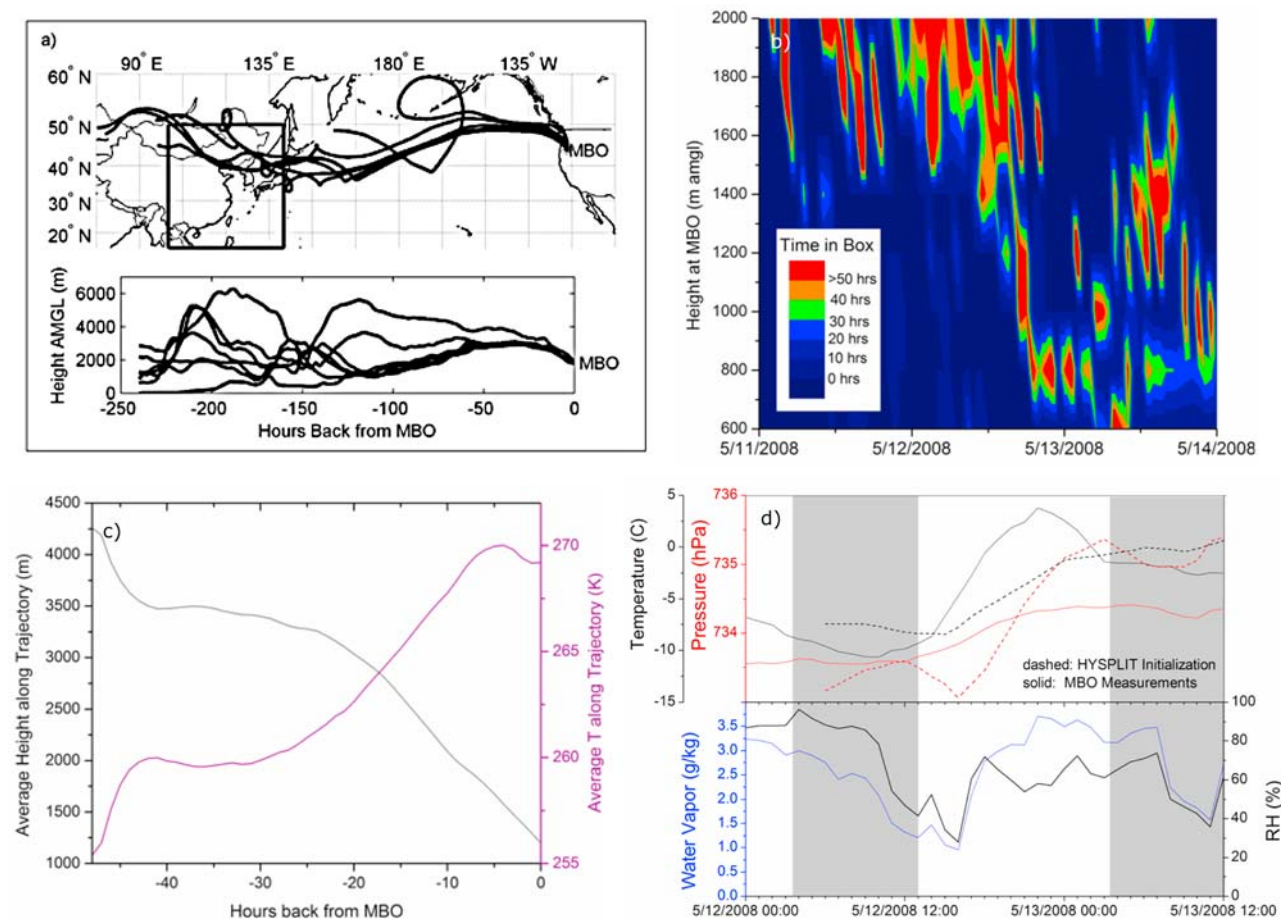 a)
90° E 135° E 180° E 135° W
60° N
50° N
40° N
30° N
20° N
MBO
Height AMGL (m)
6000
4000
2000
0
MBO
-250 -200 -150 -100 -50 0
Hours Back from MBO
b)
Height at MBO (m amgl)
2000
1800
1600
1400
1200
1000
800
600
Time in Box
>50 hrs
40 hrs
30 hrs
20 hrs
10 hrs
0 hrs
5/11/2008 5/12/2008 5/13/2008 5/14/2008
c)
Average Height along Trajectory (m)
4500
4000
3500
3000
2500
2000
1500
1000
Average T along Trajectory (K)
270
265
260
255
-40 -30 -20 -10 0
Hours back from MBO
d)
Temperature (C)
5
0
-5
-10
-15
Pressure (hPa)
736
735
734
dashed: HYSPLIT Initialization
solid: MBO Measurements
Water Vapor (g/kg)
3.5
3.0
2.5
2.0
1.5
1.0
0.5
0.0
RH (%)
100
80
60
40
20
0
5/12/2008 00:00 5/12/2008 12:00 5/13/2008 00:00 5/13/2008 12:00